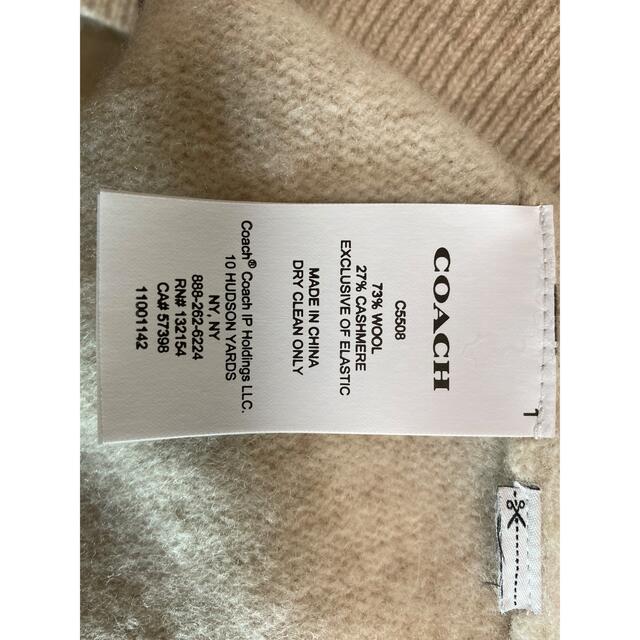 1
COACH
C5508
73% WOOL
27% CASHMERE
EXCLUSIVE OF ELASTIC
MADE IN CHINA
DRY CLEAN ONLY
Coach® Coach IP Holdings LLC.
10 HUDSON YARDS
NY, NY
888-262-6224
RN# 132154
CA# 57398
11001142